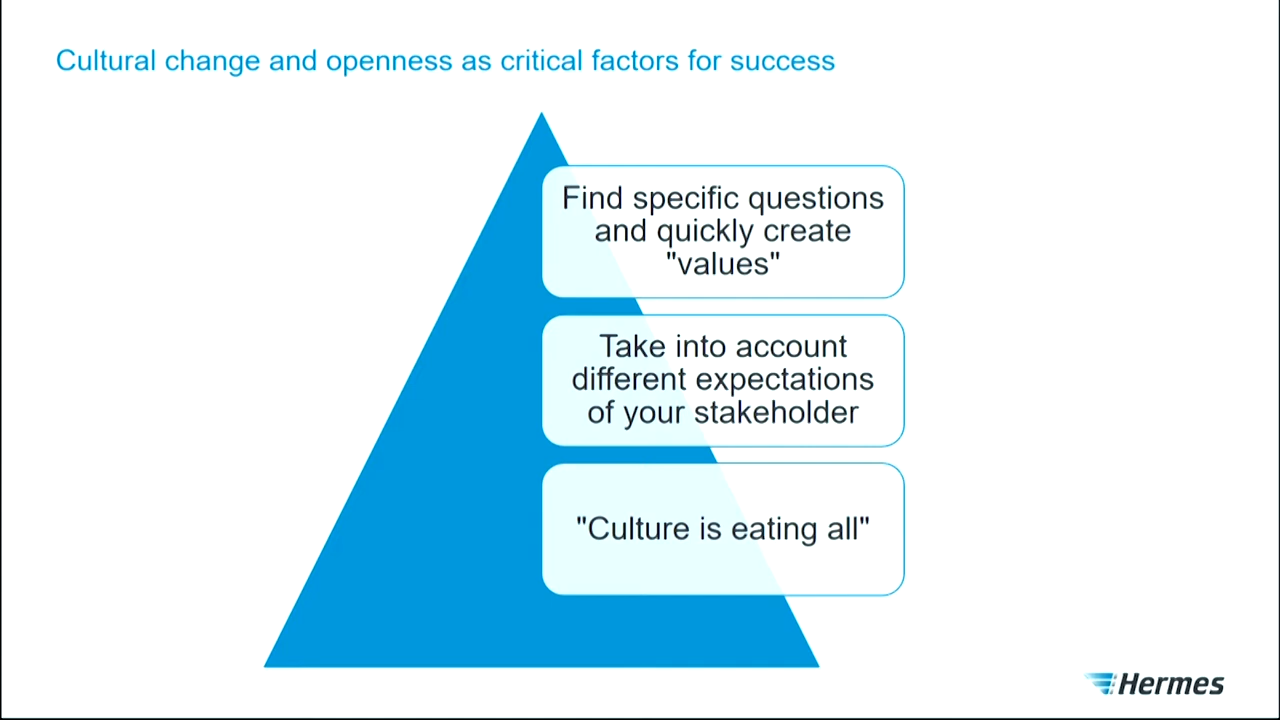 Cultural change and openness as critical factors for success
Find specific questions
and quickly create
"values"
Take into account
different expectations
of your stakeholder
"Culture is eating all"
Hermes